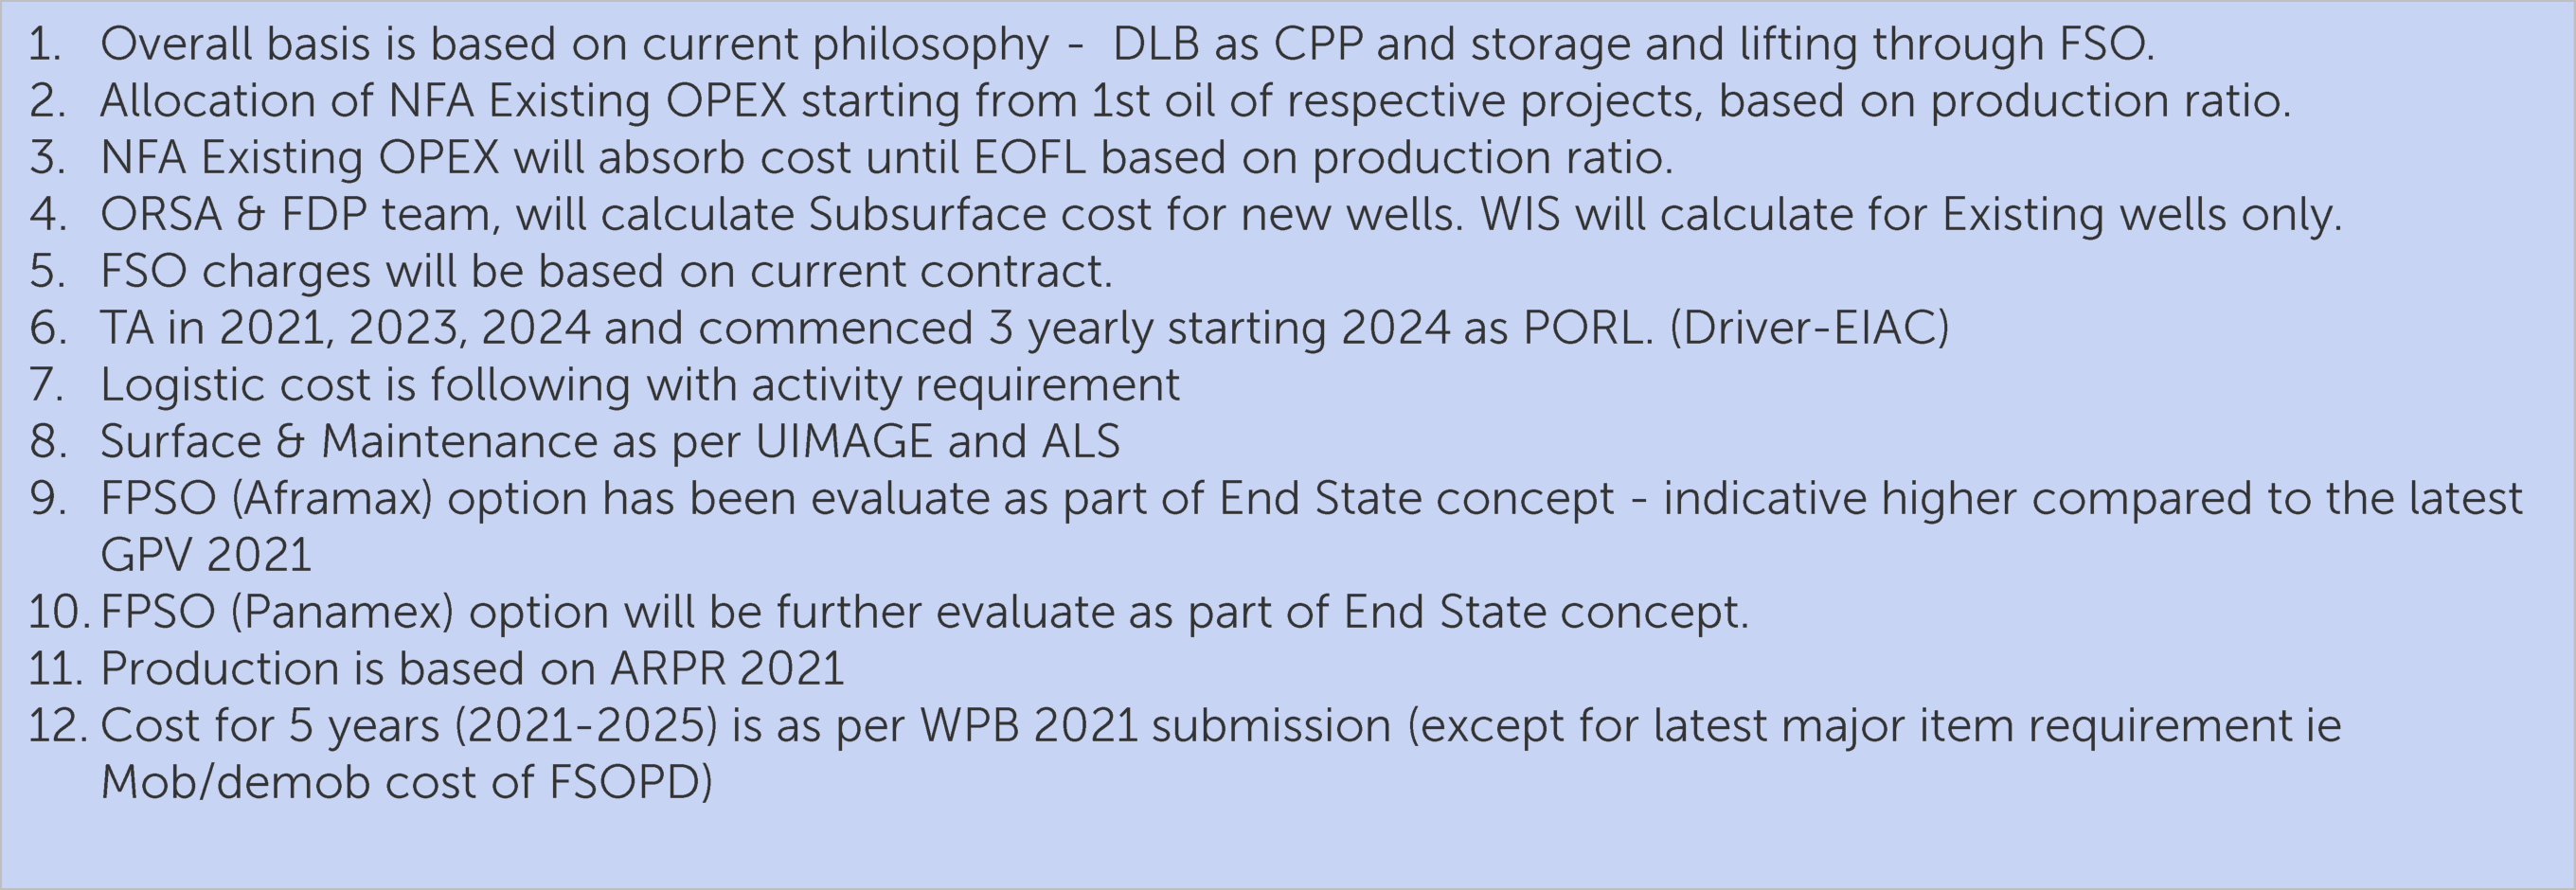 1. Overall basis is based on current philosophy - DLB as CPP and storage and lifting through FSO.
2. Allocation of NFA Existing OPEX starting from 1st oil of respective projects, based on production ratio.
3. NFA Existing OPEX will absorb cost until EOFL based on production ratio.
4. ORSA & FDP team, will calculate Subsurface cost for new wells. WIS will calculate for Existing wells only.
5. FSO charges will be based on current contract.
6. TA in 2021, 2023, 2024 and commenced 3 yearly starting 2024 as PORL. (Driver-EIAC)
7. Logistic cost is following with activity requirement
8. Surface & Maintenance as per UIMAGE and ALS
9. FPSO (Aframax) option has been evaluate as part of End State concept - indicative higher compared to the latest
GPV 2021
10. FPSO (Panamex) option will be further evaluate as part of End State concept.
11. Production is based on ARPR 2021
12. Cost for 5 years (2021-2025) is as per WPB 2021 submission (except for latest major item requirement ie
Mob/demob cost of FSOPD)